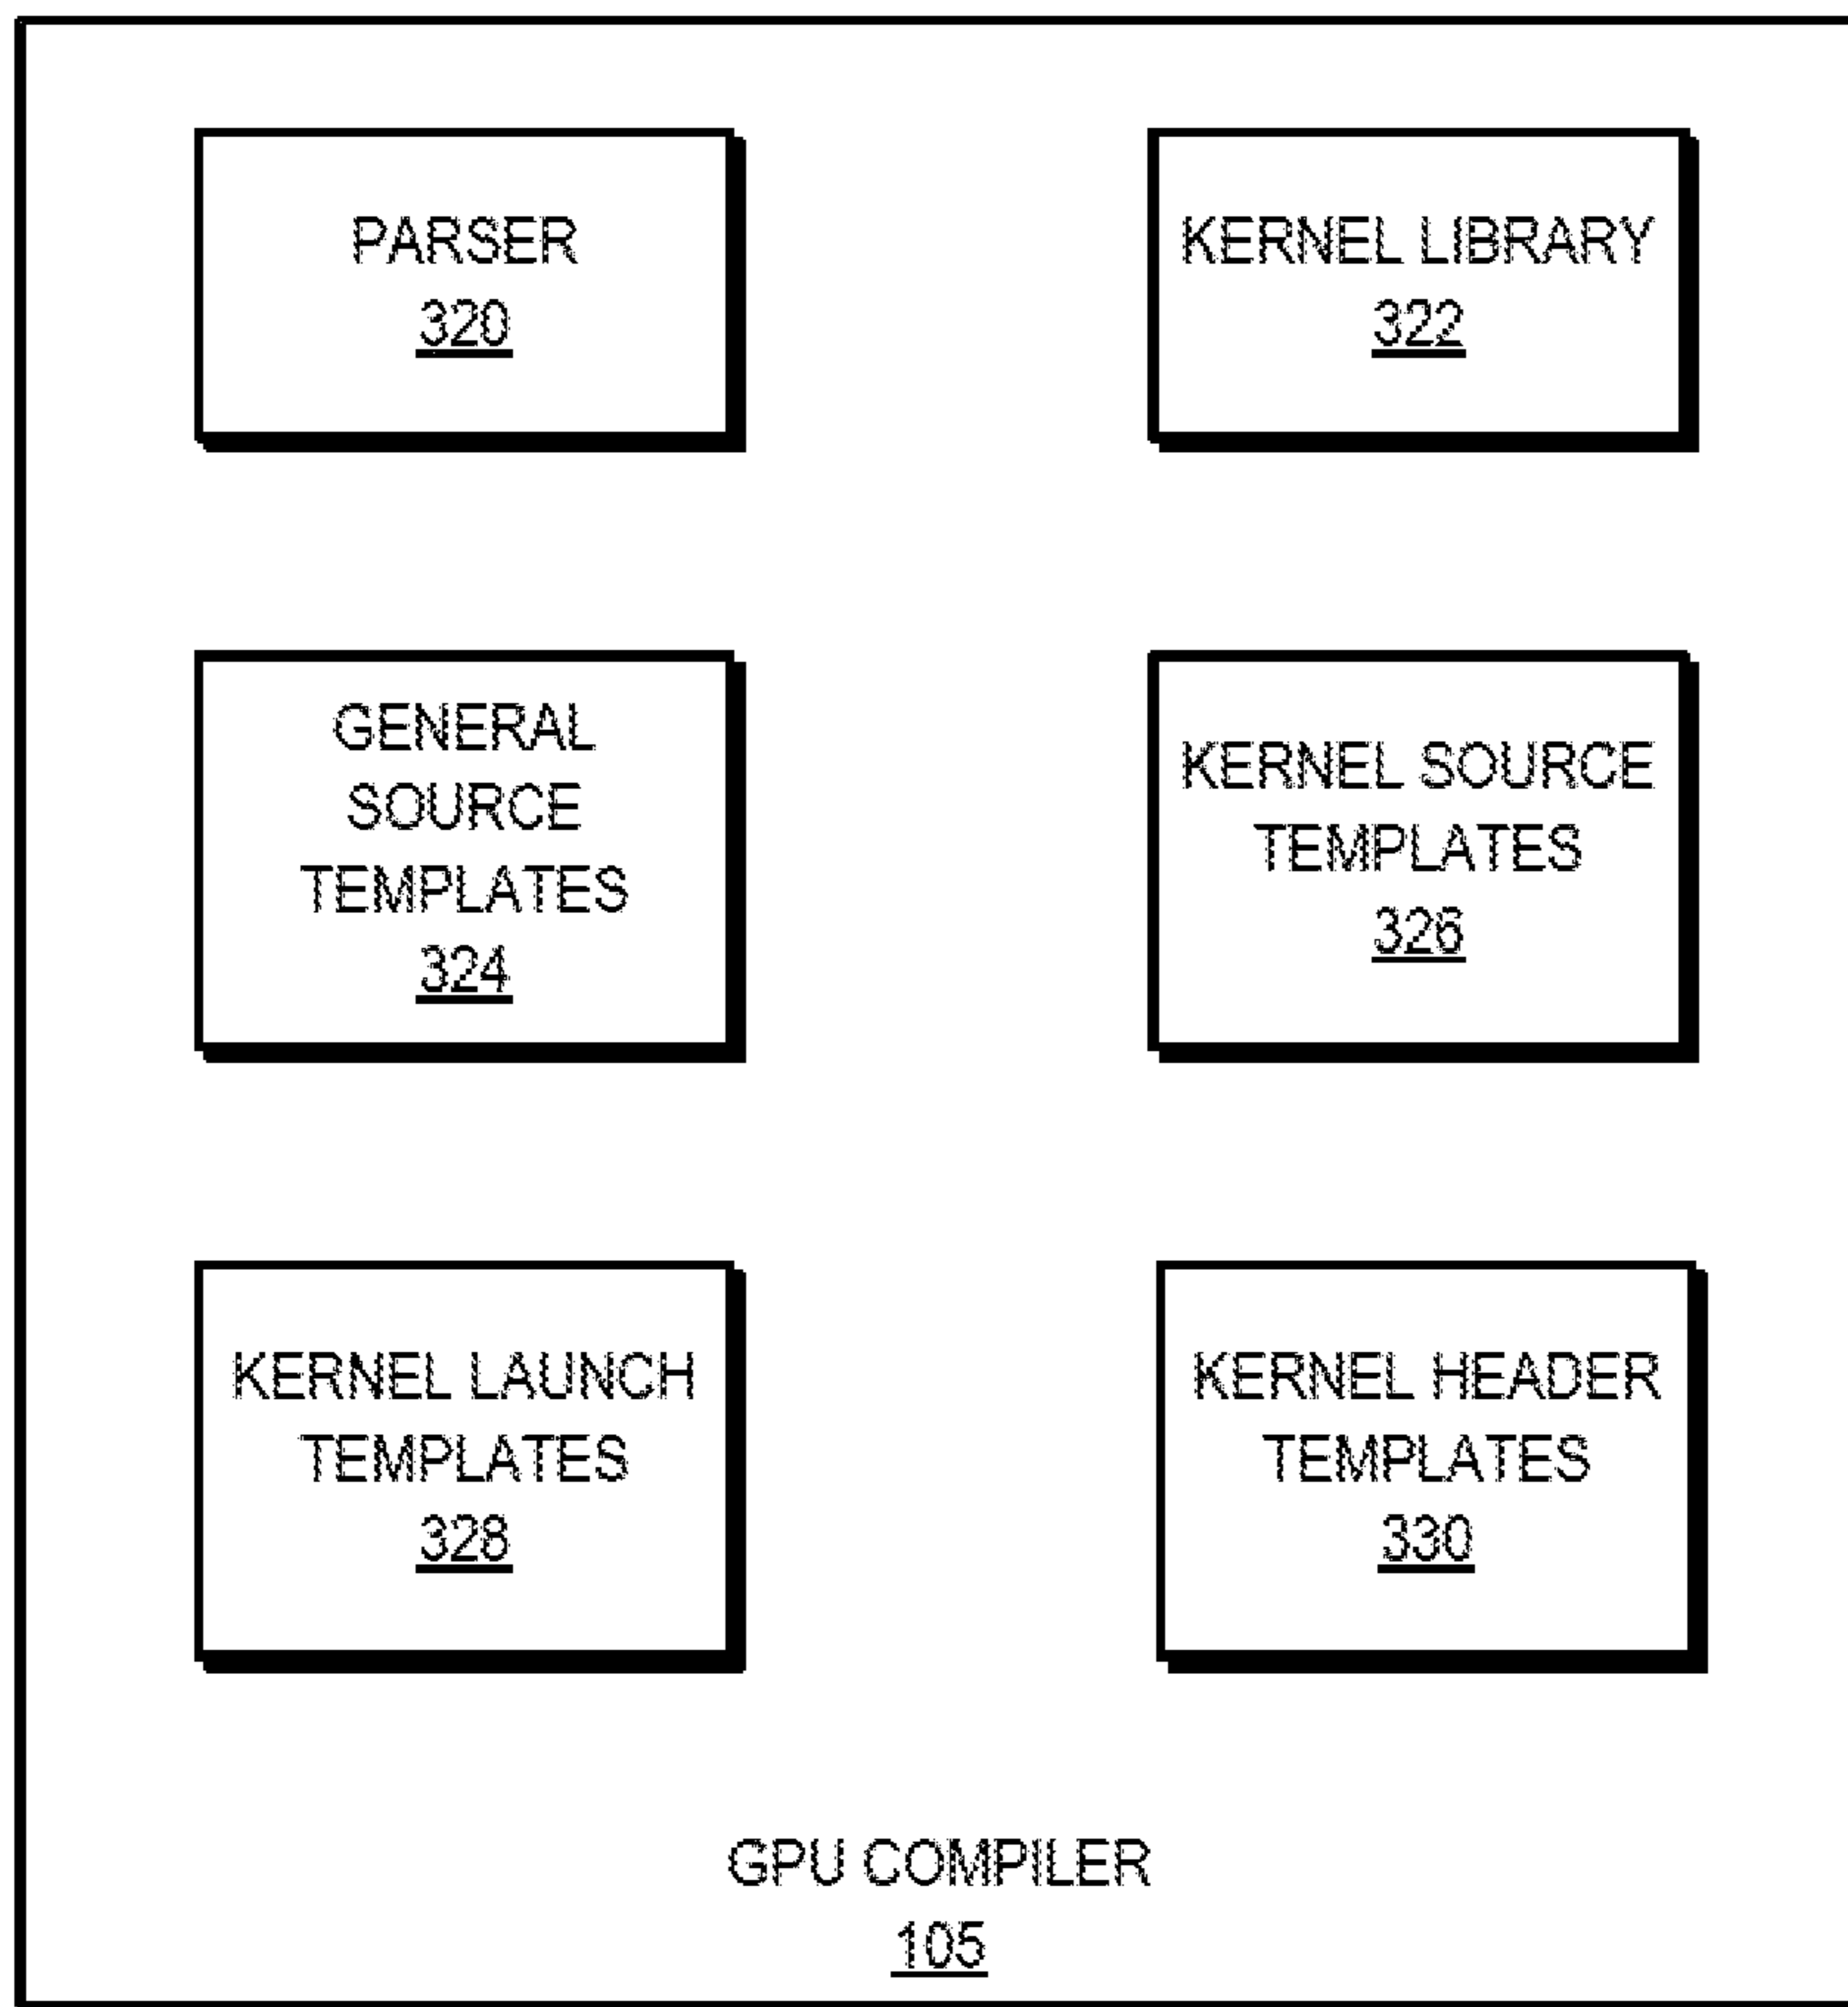 PARSER
320
KERNEL LIBRARY
322
GENERAL
SOURCE
TEMPLATES
324
KERNEL SOURCE
TEMPLATES
326
KERNEL LAUNCH
TEMPLATES
328
KERNEL HEADER
TEMPLATES
330
GPU COMPILER
105